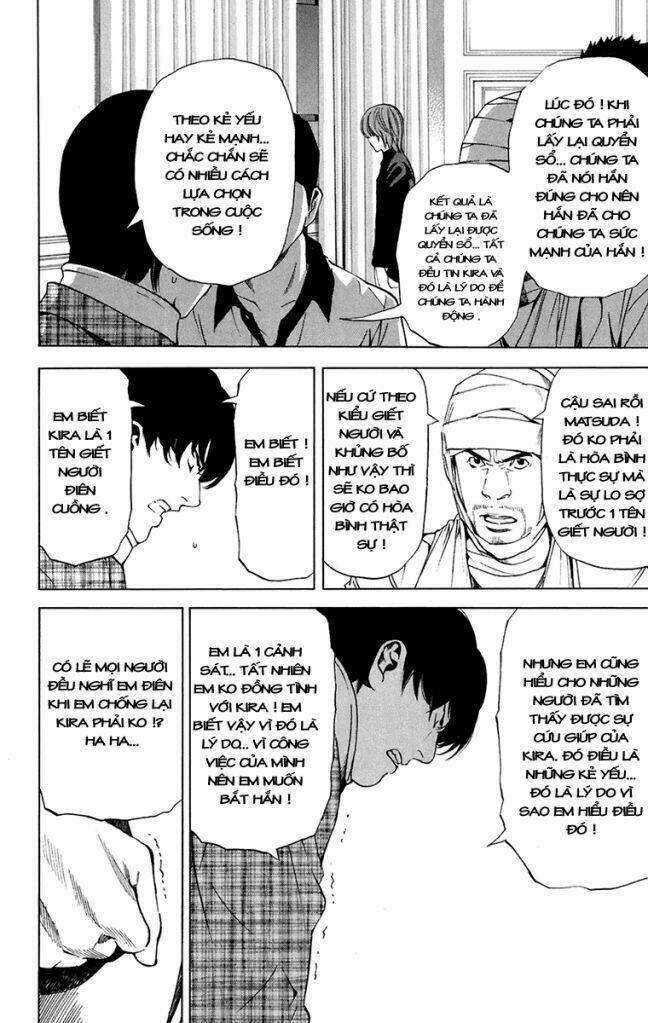 LÚC ĐÓ ! KHI
CHÚNG TA PHẢI
LẤY LẠI QUYỂN
SỔ... CHÚNG TA
ĐÃ NÓI HẮN
ĐÚNG CHO NÊN
HẮN ĐÃ CHO
CHÚNG TA SỨC
MẠNH CỦA HẮN !
KẾT QUẢ LÀ
CHÚNG TA ĐÃ
LẤY LẠI ĐƯỢC
QUYỂN SỔ... TẤT
CẢ CHÚNG TA
ĐỀU TIN KIRA VÀ
ĐÓ LÀ LÝ DO ĐỂ
CHÚNG TA HÀNH
ĐỘNG .
THEO KẺ YẾU
HAY KẺ MẠNH...
CHẮC CHẮN SẼ
CÓ NHIỀU CÁCH
LỰA CHỌN
TRONG CUỘC
SỐNG !
CẬU SAI RỒI
MATSUDA !
ĐÓ KO PHẢI
LÀ HÒA BÌNH
THỰC SỰ MÀ
LÀ SỰ LO SỢ
TRƯỚC 1 TÊN
GIẾT NGƯỜI !
NẾU CỨ THEO
KIỂU GIẾT
NGƯỜI VÀ
KHỦNG BỐ
NHƯ VẬY THÌ
SẼ KO BAO
GIỜ CÓ HÒA
BÌNH THẬT
SỰ !
EM BIẾT !
EM BIẾT
ĐIỀU ĐÓ !
EM BIẾT
KIRA LÀ 1
TÊN GIẾT
NGƯỜI
ĐIÊN
CUỒNG .
NHƯNG EM CŨNG
HIỂU CHO NHỮNG
NGƯỜI ĐÃ TÌM
THẤY ĐƯỢC SỰ
CỨU GIÚP CỦA
KIRA. ĐÓ ĐỀU LÀ
NHỮNG KẺ YẾU...
ĐÓ LÀ LÝ DO VÌ
SAO EM HIỂU ĐIỀU
ĐÓ !
EM LÀ 1 CẢNH
SÁT... TẤT NHIÊN
EM KO ĐỒNG TÌNH
VỚI KIRA ! EM
BIẾT VẬY VÌ ĐÓ LÀ
LÝ DO... VÌ CÔNG
VIỆC CỦA MÌNH
NÊN EM MUỐN
BẮT HẮN !
CÓ LẼ MỌI NGƯỜI
ĐỀU NGHĨ EM ĐIÊN
KHI EM CHỐNG LẠI
KIRA PHẢI KO !?
HA HA...